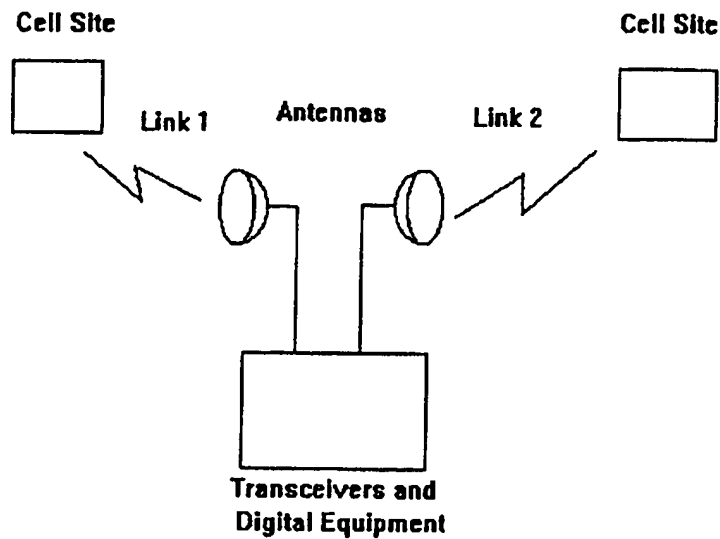 Cell Site
Cell Site
Link 1
Antennas
Link 2
Transceivers and
Digital Equipment